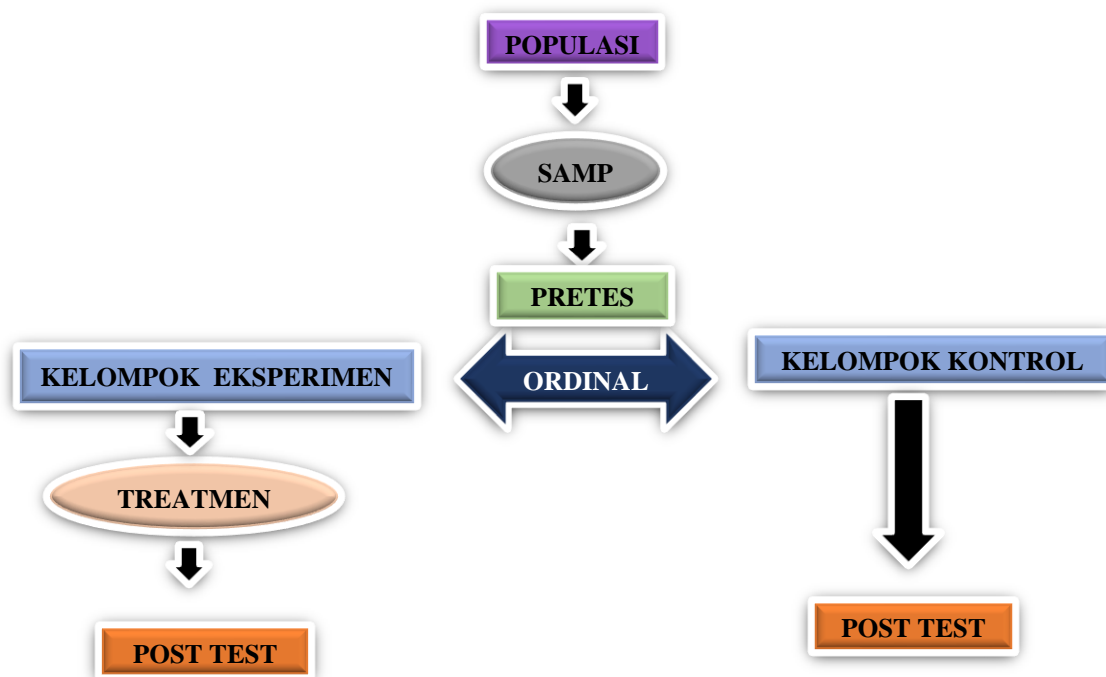 POPULASI
SAMP
PRETES
KELOMPOK EKSPERIMEN
ORDINAL
KELOMPOK KONTROL
TREATMEN
POST TEST
POST TEST